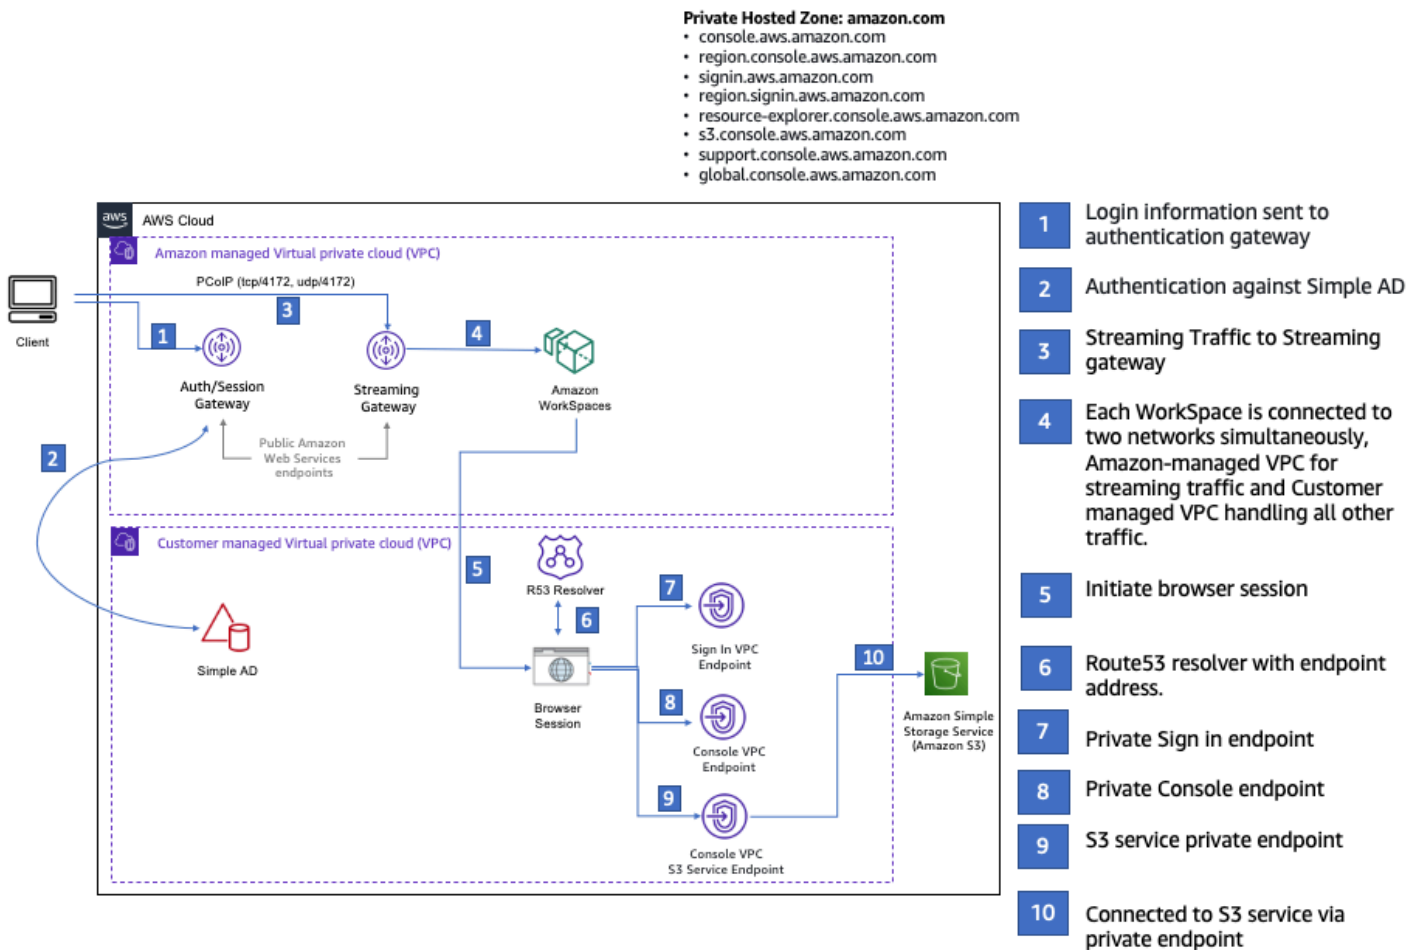 Private Hosted Zone: amazon.com
• console.aws.amazon.com
• region.console.aws.amazon.com
• signin.aws.amazon.com
• region.signin.aws.amazon.com
• resource-explorer.console.aws.amazon.com
• s3.console.aws.amazon.com
• support.console.aws.amazon.com
• global.console.aws.amazon.com
aws
AWS Cloud
Amazon managed Virtual private cloud (VPC)
PCoIP (tcp/4172, udp/4172)
3
1
4
Client
Auth/Session
Gateway
Streaming
Gateway
Amazon
WorkSpaces
Public Amazon
Web Services
endpoints
2
Customer managed Virtual private cloud (VPC)
5
R53 Resolver
6
7
Sign In VPC
Endpoint
Simple AD
Browser
Session
8
Console VPC
Endpoint
9
Console VPC
S3 Service Endpoint
10
Amazon Simple
Storage Service
(Amazon S3)
1
Login information sent to
authentication gateway
2
Authentication against Simple AD
3
Streaming Traffic to Streaming
gateway
4
Each WorkSpace is connected to
two networks simultaneously,
Amazon-managed VPC for
streaming traffic and Customer
managed VPC handling all other
traffic.
5
Initiate browser session
6
Route53 resolver with endpoint
address.
7
Private Sign in endpoint
8
Private Console endpoint
9
S3 service private endpoint
10
Connected to S3 service via
private endpoint